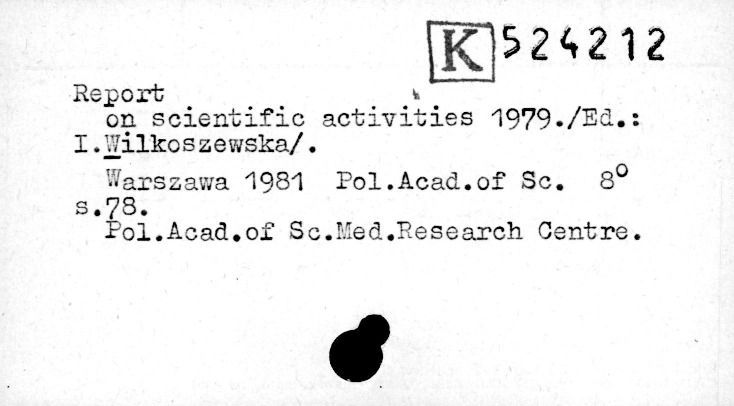 K 524212
Report
on scientific activities 1979./Ed.:
I.Wilkoszewska/.
Warszawa 1981 Pol.Acad.of Sc. 8°
s.78.
Pol.Acad.of Sc.Med.Research Centre.